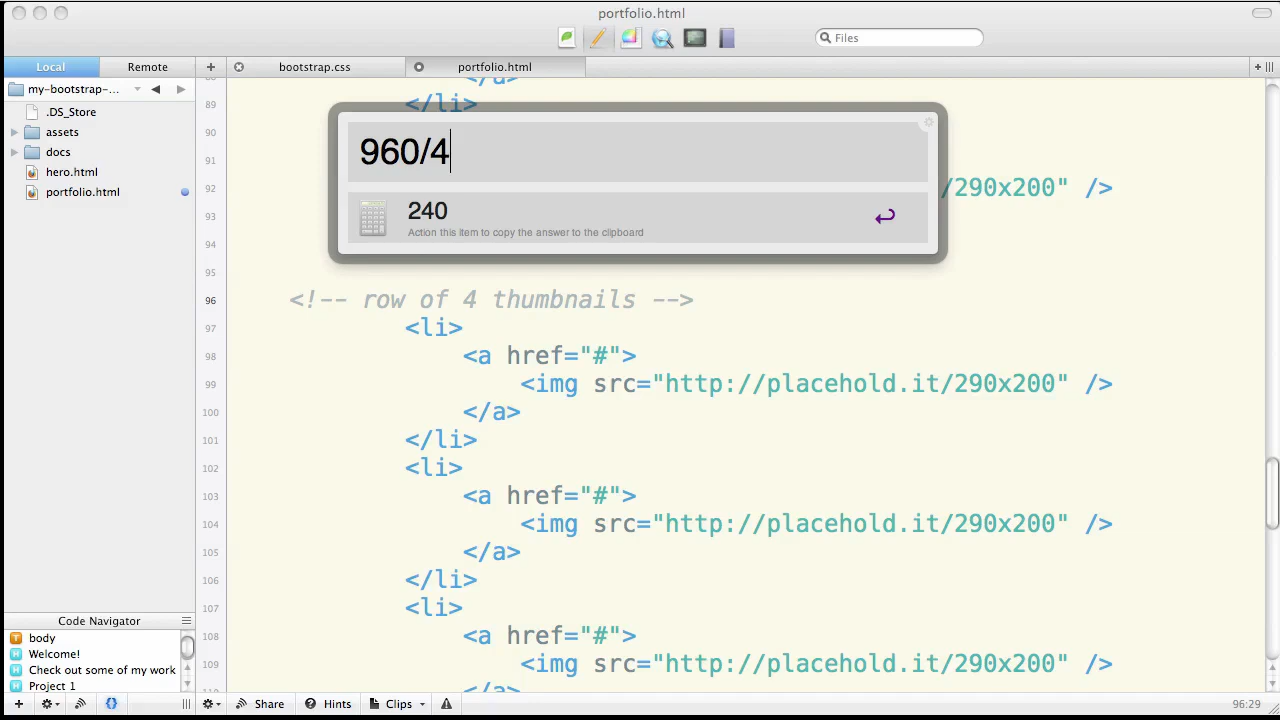 portfolio.html
Files
Local
Remote
bootstrap.css
portfolio.html
my-bootstrap-...
.DS_Store
assets
docs
hero.html
portfolio.html
</a>
89 </li>
90
91
92 /290x200" />
93
94
95
960/4
240
Action this item to copy the answer to the clipboard
96 <!-- row of 4 thumbnails -->
97 <li>
98 <a href="#">
99 <img src="http://placehold.it/290x200" />
100 </a>
101 </li>
102 <li>
103 <a href="#">
104 <img src="http://placehold.it/290x200" />
105 </a>
106 </li>
107 <li>
108 <a href="#">
109 <img src="http://placehold.it/290x200" />
</a>
Code Navigator
body
Welcome!
Check out some of my work
Project 1
Share
Hints
Clips
96:29